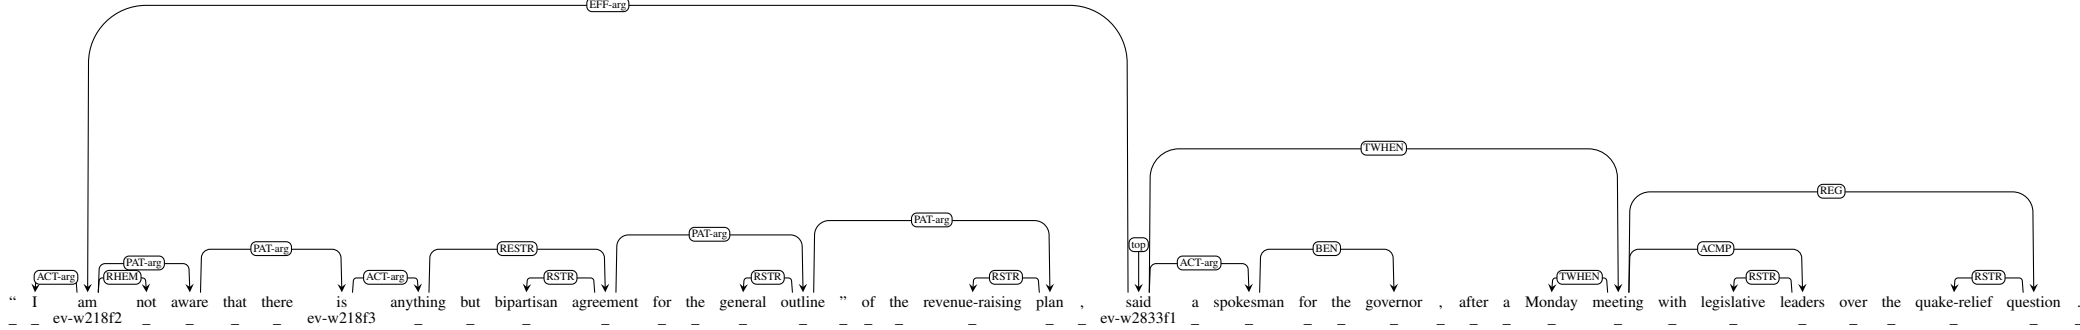 EFF-arg
TWHEN
REG
PAT-arg
PAT-arg
top
PAT-arg RESTR BEN ACMP
PAT-arg ACT-arg
ACT-arg RHEM ACT-arg RSTR RSTR RSTR TWHEN RSTR RSTR
“ I am not aware that there is anything but bipartisan agreement for the general outline ” of the revenue-raising plan , said a spokesman for the governor , after a Monday meeting with legislative leaders over the quake-relief question .
_ _ ev-w218f2 _ _ _ _ ev-w218f3 _ _ _ _ _ _ _ _ _ _ _ _ _ _ ev-w2833f1 _ _ _ _ _ _ _ _ _ _ _ _ _ _ _ _ _ _